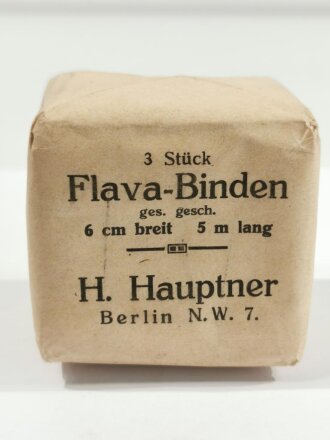 3 Stück
Flava-Binden
ges. gesch.
6 cm breit 5 m lang
H. Hauptner
Berlin N.W. 7.